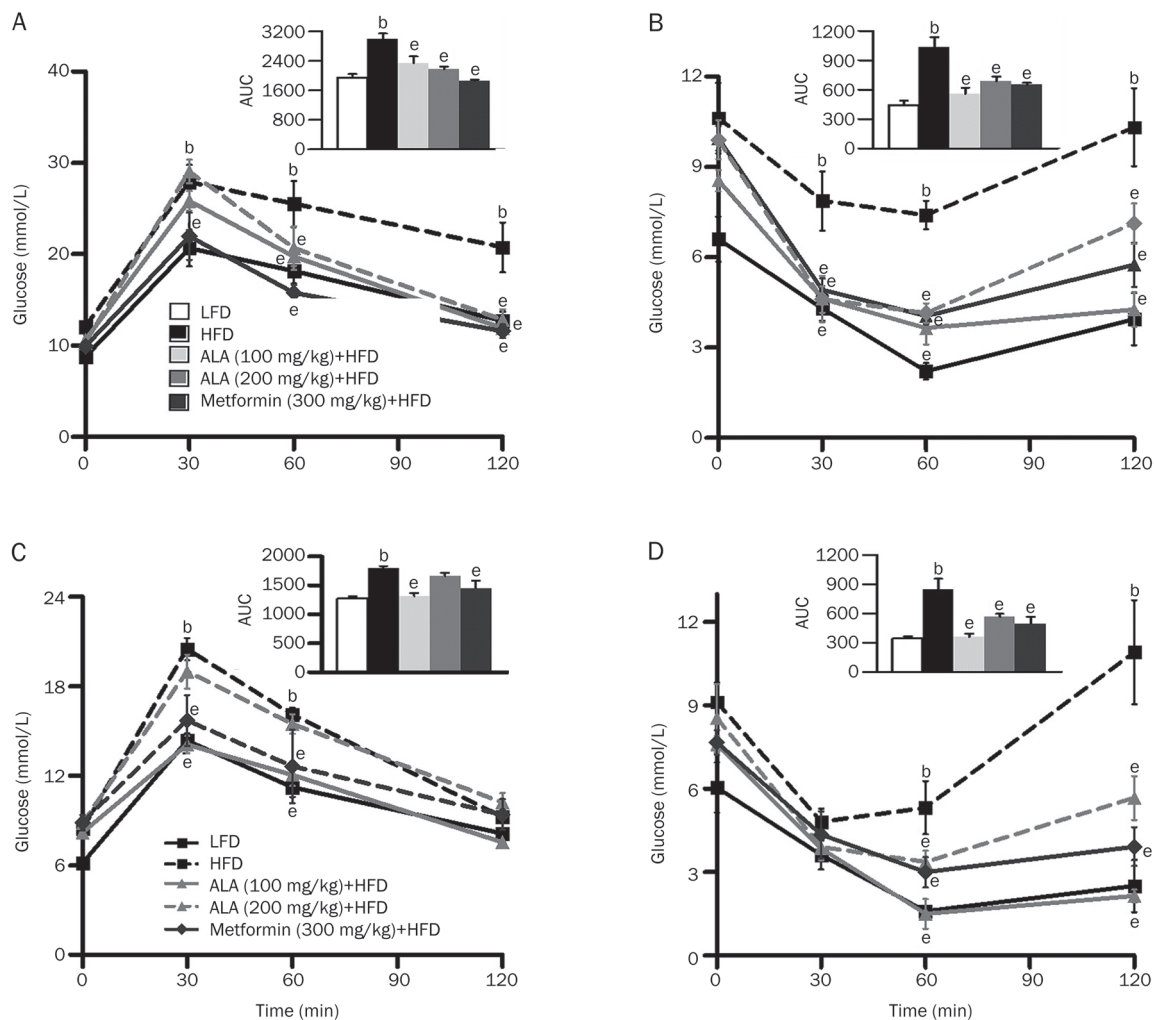 A
AUC
3200
2400
1600
800
0
b
e
e
e
Glucose (mmol/L)
40
30
20
10
0
b
b
b
e
e
e
e
e
e
e
LFD
HFD
ALA (100 mg/kg)+HFD
ALA (200 mg/kg)+HFD
Metformin (300 mg/kg)+HFD
0 30 60 90 120
B
AUC
1200
900
600
300
0
b
e
e
e
Glucose (mmol/L)
12
9
6
3
0
b
b
b
e
e
e
e
e
e
e
e
e
0 30 60 90 120
C
AUC
2000
1500
1000
500
0
b
e
e
Glucose (mmol/L)
24
18
12
6
0
b
b
e
e
e
LFD
HFD
ALA (100 mg/kg)+HFD
ALA (200 mg/kg)+HFD
Metformin (300 mg/kg)+HFD
0 30 60 90 120
Time (min)
D
AUC
1200
900
600
300
0
b
e
e
e
Glucose (mmol/L)
12
9
6
3
0
b
b
e
e
e
e
e
e
0 30 60 90 120
Time (min)